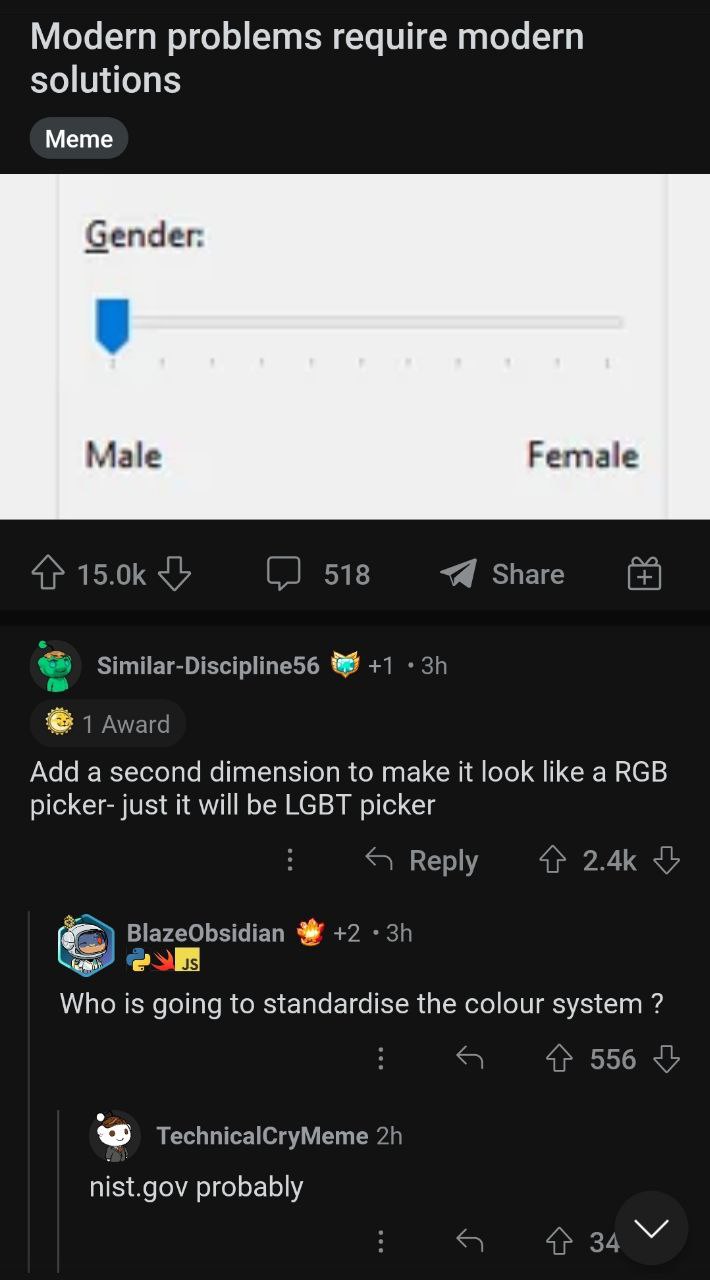 Modern problems require modern
solutions
Meme
Gender:
Male Female
15.0k 518 Share
Similar-Discipline56 +1 • 3h
1 Award
Add a second dimension to make it look like a RGB
picker- just it will be LGBT picker
Reply 2.4k
BlazeObsidian +2 • 3h
JS
Who is going to standardise the colour system ?
556
TechnicalCryMeme 2h
nist.gov probably